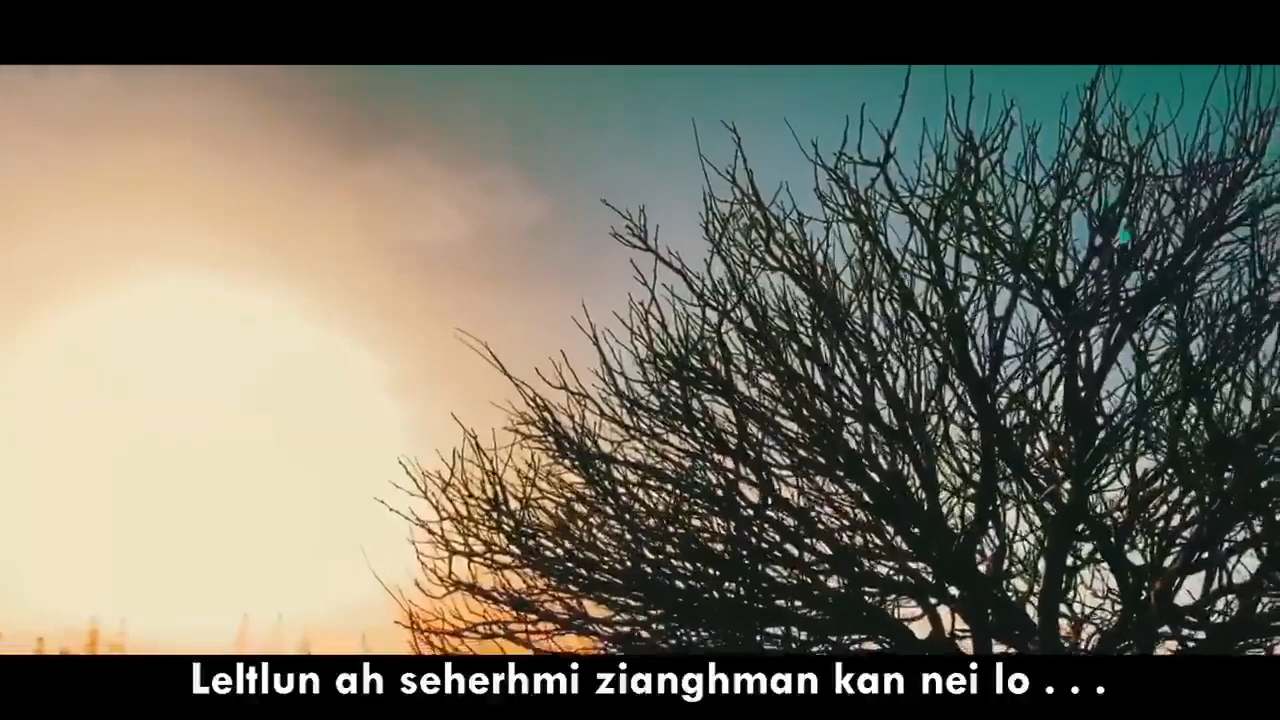 Leltlun ah seherhmi zianghman kan nei lo . . .